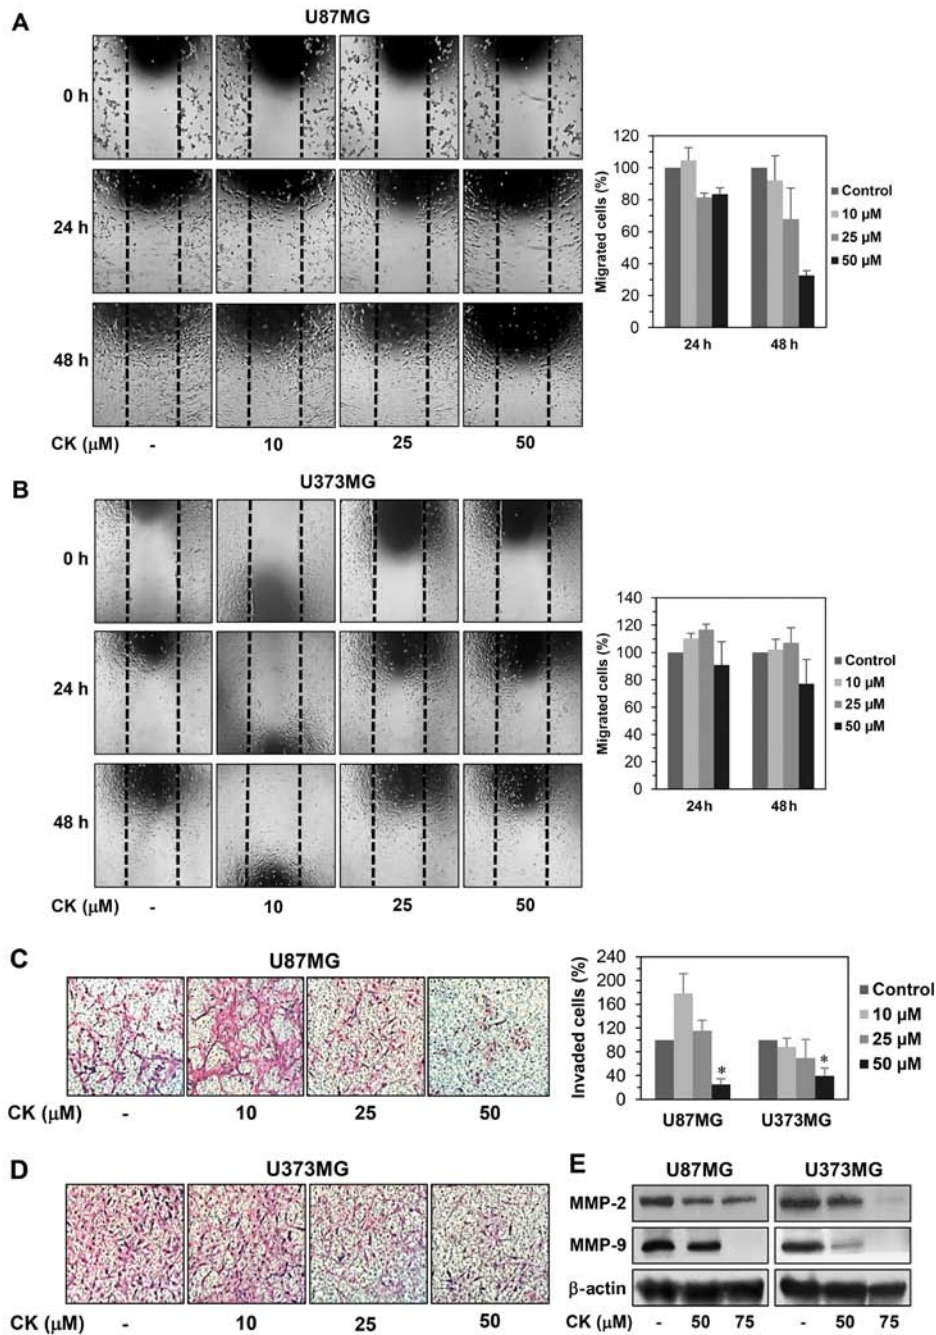 A
U87MG
0 h
24 h
48 h
CK (μM) - 10 25 50
120
100
80
60
40
20
0
Migrated cells (%)
24 h 48 h
Control
10 μM
25 μM
50 μM
B
U373MG
0 h
24 h
48 h
CK (μM) - 10 25 50
140
120
100
80
60
40
20
0
Migrated cells (%)
24 h 48 h
Control
10 μM
25 μM
50 μM
C
U87MG
CK (μM) - 10 25 50
240
200
160
120
80
40
0
Invaded cells (%)
* *
U87MG U373MG
Control
10 μM
25 μM
50 μM
D
U373MG
CK (μM) - 10 25 50
E
U87MG U373MG
MMP-2
MMP-9
β-actin
CK (μM) - 50 75 - 50 75